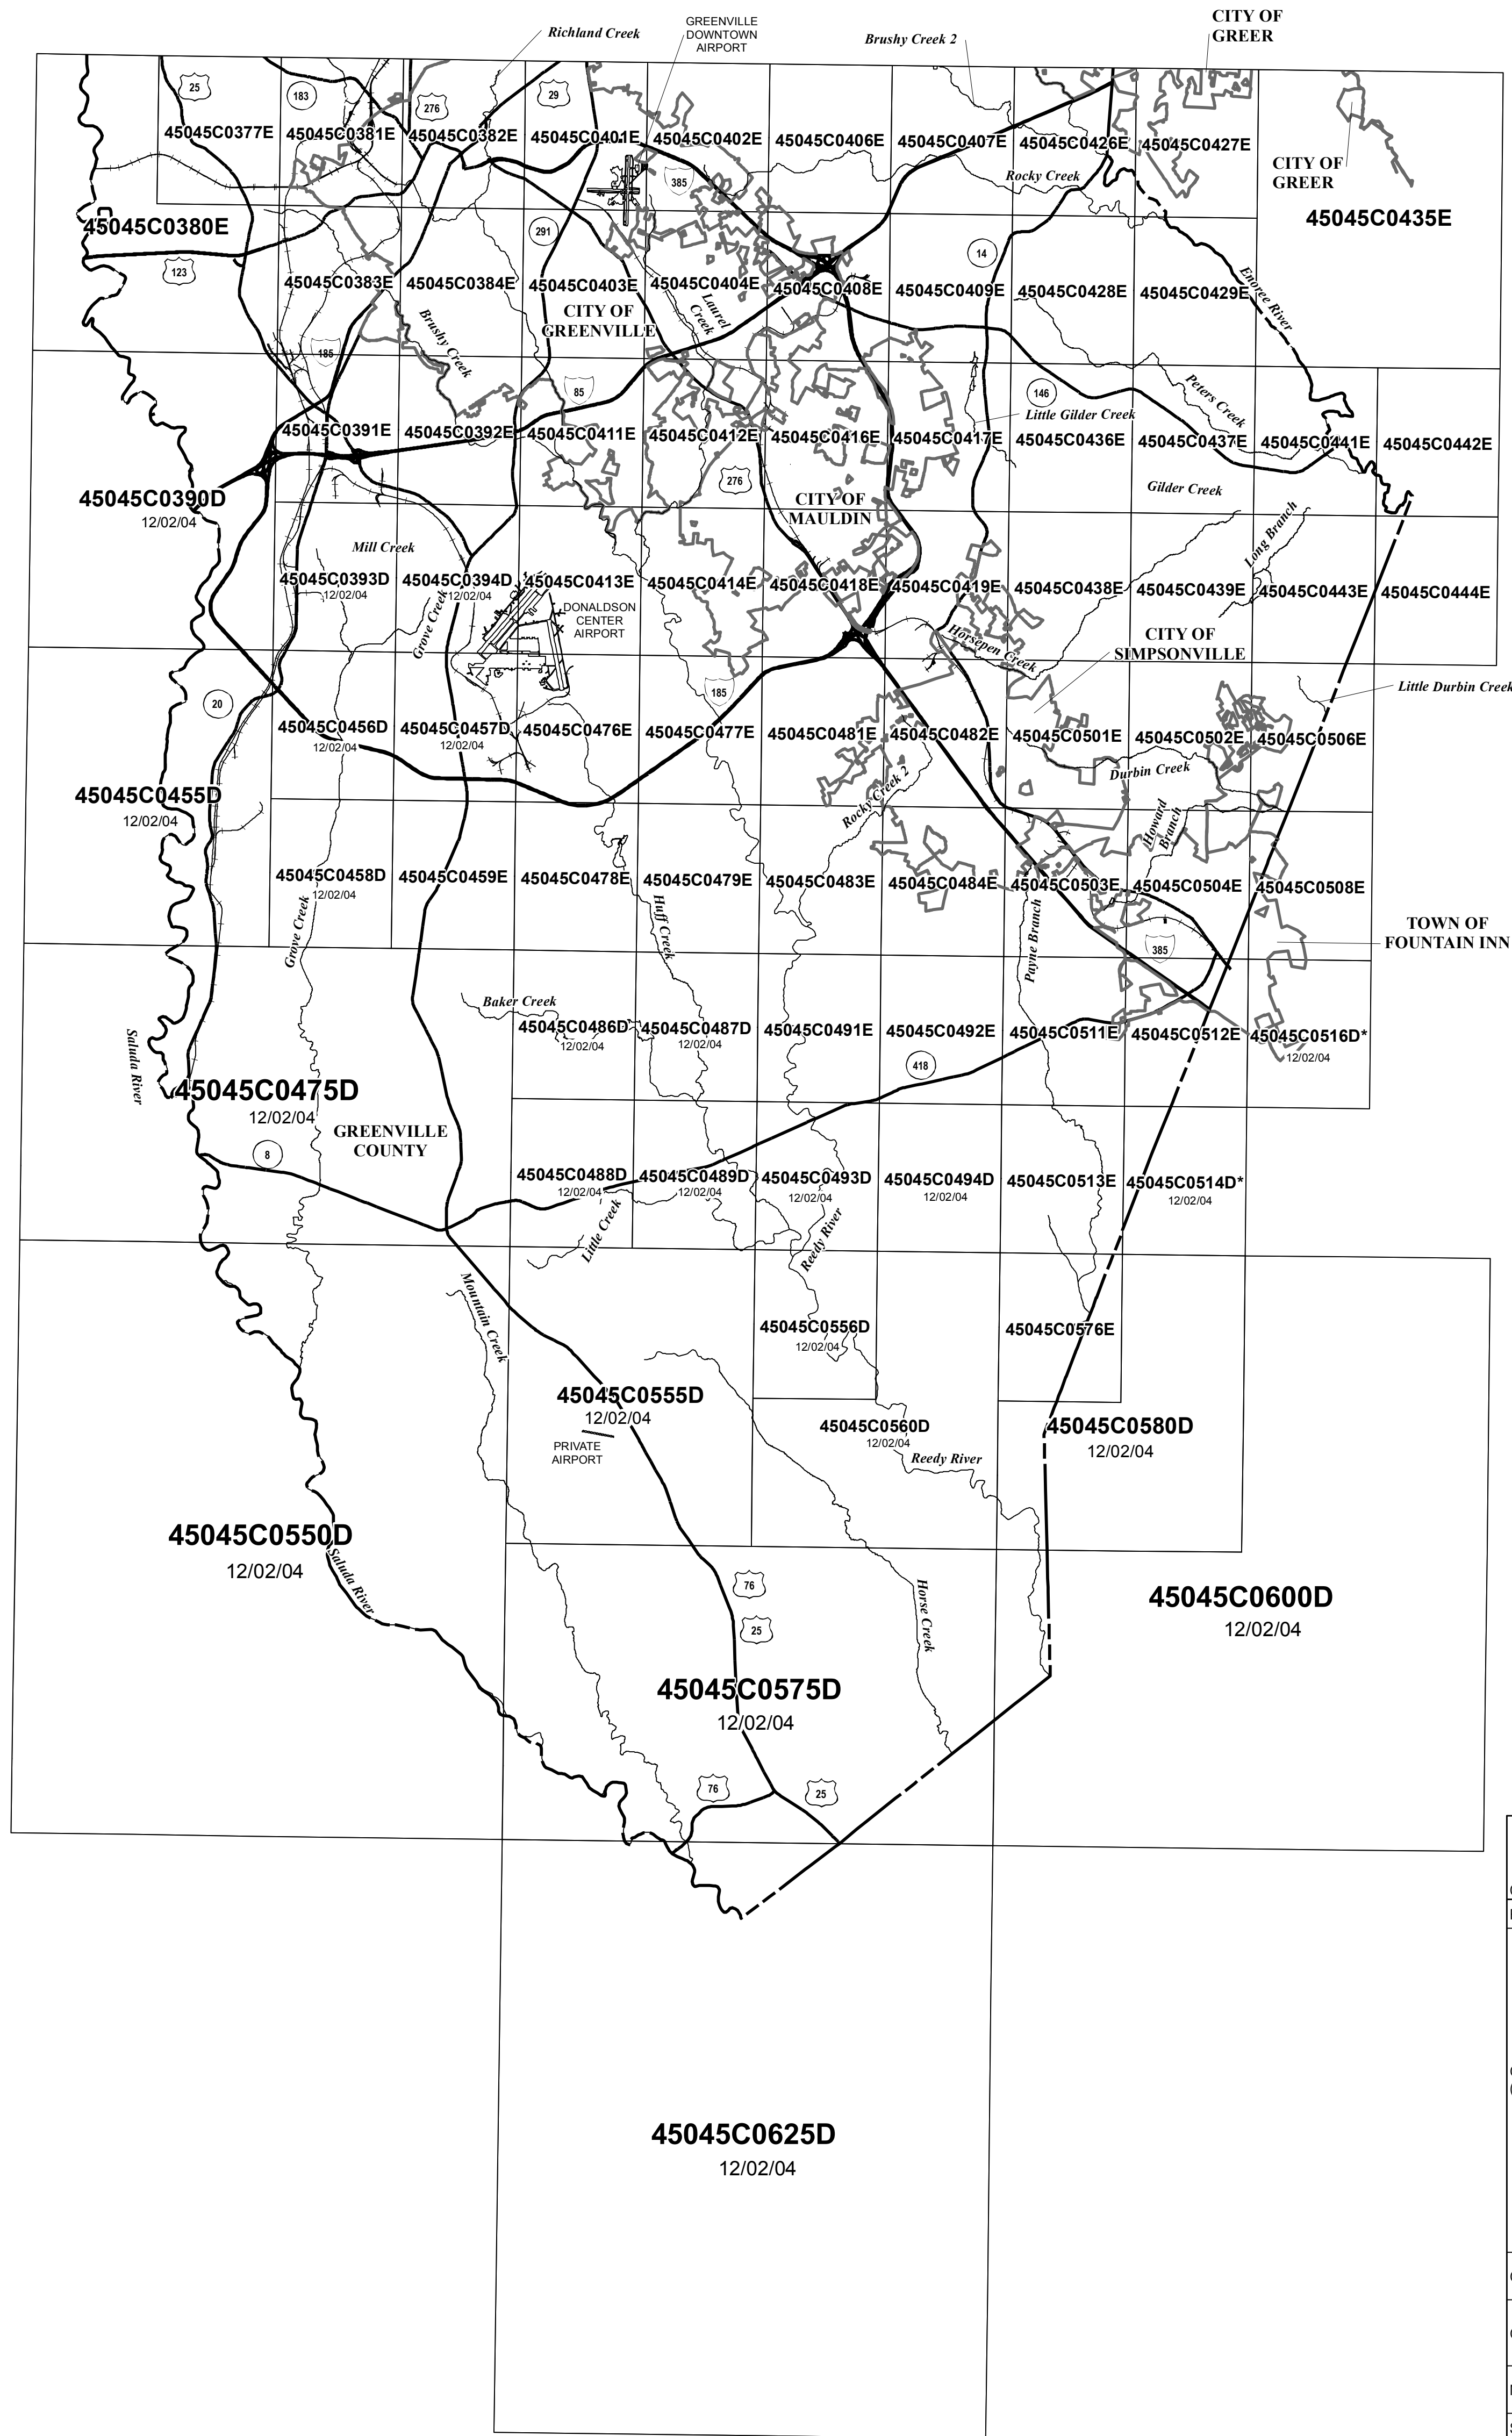 CITY OF
GREER
Richland Creek
GREENVILLE
DOWNTOWN
AIRPORT
Brushy Creek 2
25
183
276
29
45045C0377E
45045C0381E
45045C0382E
45045C0401E
45045C0402E
45045C0406E
45045C0407E
45045C0426E
45045C0427E
CITY OF
GREER
385
Rocky Creek
45045C0380E
45045C0435E
291
14
123
45045C0383E
45045C0384E
45045C0403E
45045C0404E
45045C0408E
45045C0409E
45045C0428E
45045C0429E
Enoree River
Laurel
Creek
CITY OF
GREENVILLE
Brushy Creek
185
85
146
Peters Creek
Little Gilder Creek
45045C0391E
45045C0392E
45045C0411E
45045C0412E
45045C0416E
45045C0417E
45045C0436E
45045C0437E
45045C0441E
45045C0442E
276
Gilder Creek
45045C0390D
12/02/04
CITY OF
MAULDIN
Long Branch
Mill Creek
45045C0393D
12/02/04
45045C0394D
12/02/04
45045C0413E
45045C0414E
45045C0418E
45045C0419E
45045C0438E
45045C0439E
45045C0443E
45045C0444E
Grove Creek
DONALDSON
CENTER
AIRPORT
Horsepen Creek
CITY OF
SIMPSONVILLE
Little Durbin Creek
20
185
45045C0456D
12/02/04
45045C0457D
12/02/04
45045C0476E
45045C0477E
45045C0481E
45045C0482E
45045C0501E
45045C0502E
45045C0506E
Durbin Creek
45045C0455D
12/02/04
Rocky Creek 2
Howard
Branch
45045C0458D
12/02/04
45045C0459E
45045C0478E
45045C0479E
45045C0483E
45045C0484E
45045C0503E
45045C0504E
45045C0508E
Grove Creek
Huff Creek
Payne Branch
TOWN OF
FOUNTAIN INN
385
Baker Creek
45045C0486D
12/02/04
45045C0487D
12/02/04
45045C0491E
45045C0492E
45045C0511E
45045C0512E
45045C0516D*
12/02/04
Saluda River
418
45045C0475D
12/02/04
GREENVILLE
COUNTY
8
45045C0488D
12/02/04
45045C0489D
12/02/04
45045C0493D
12/02/04
45045C0494D
12/02/04
45045C0513E
45045C0514D*
12/02/04
Little Creek
Reedy River
Mountain Creek
45045C0556D
12/02/04
45045C0576E
45045C0555D
12/02/04
PRIVATE
AIRPORT
45045C0560D
12/02/04
45045C0580D
12/02/04
Reedy River
45045C0550D
12/02/04
Saluda River
76
25
Horse Creek
45045C0600D
12/02/04
45045C0575D
12/02/04
76
25
45045C0625D
12/02/04